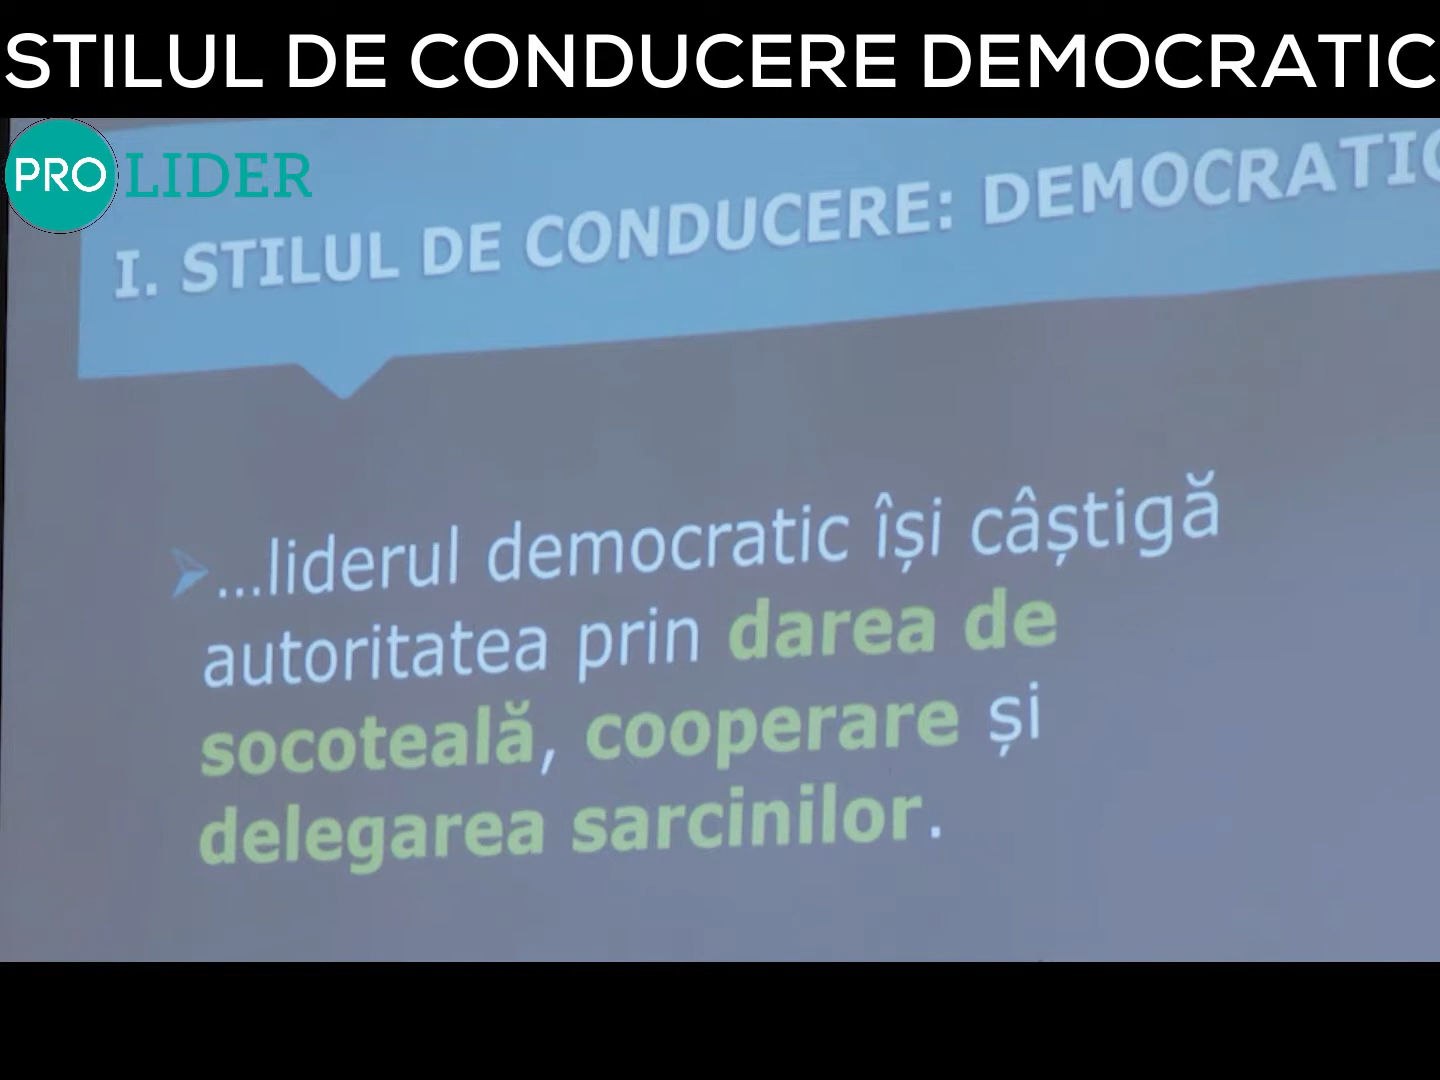 STILUL DE CONDUCERE DEMOCRATIC
PRO LIDER
I. STILUL DE CONDUCERE: DEMOCRATIC
...liderul democratic își câștigă
autoritatea prin darea de
socoteală, cooperare și
delegarea sarcinilor.